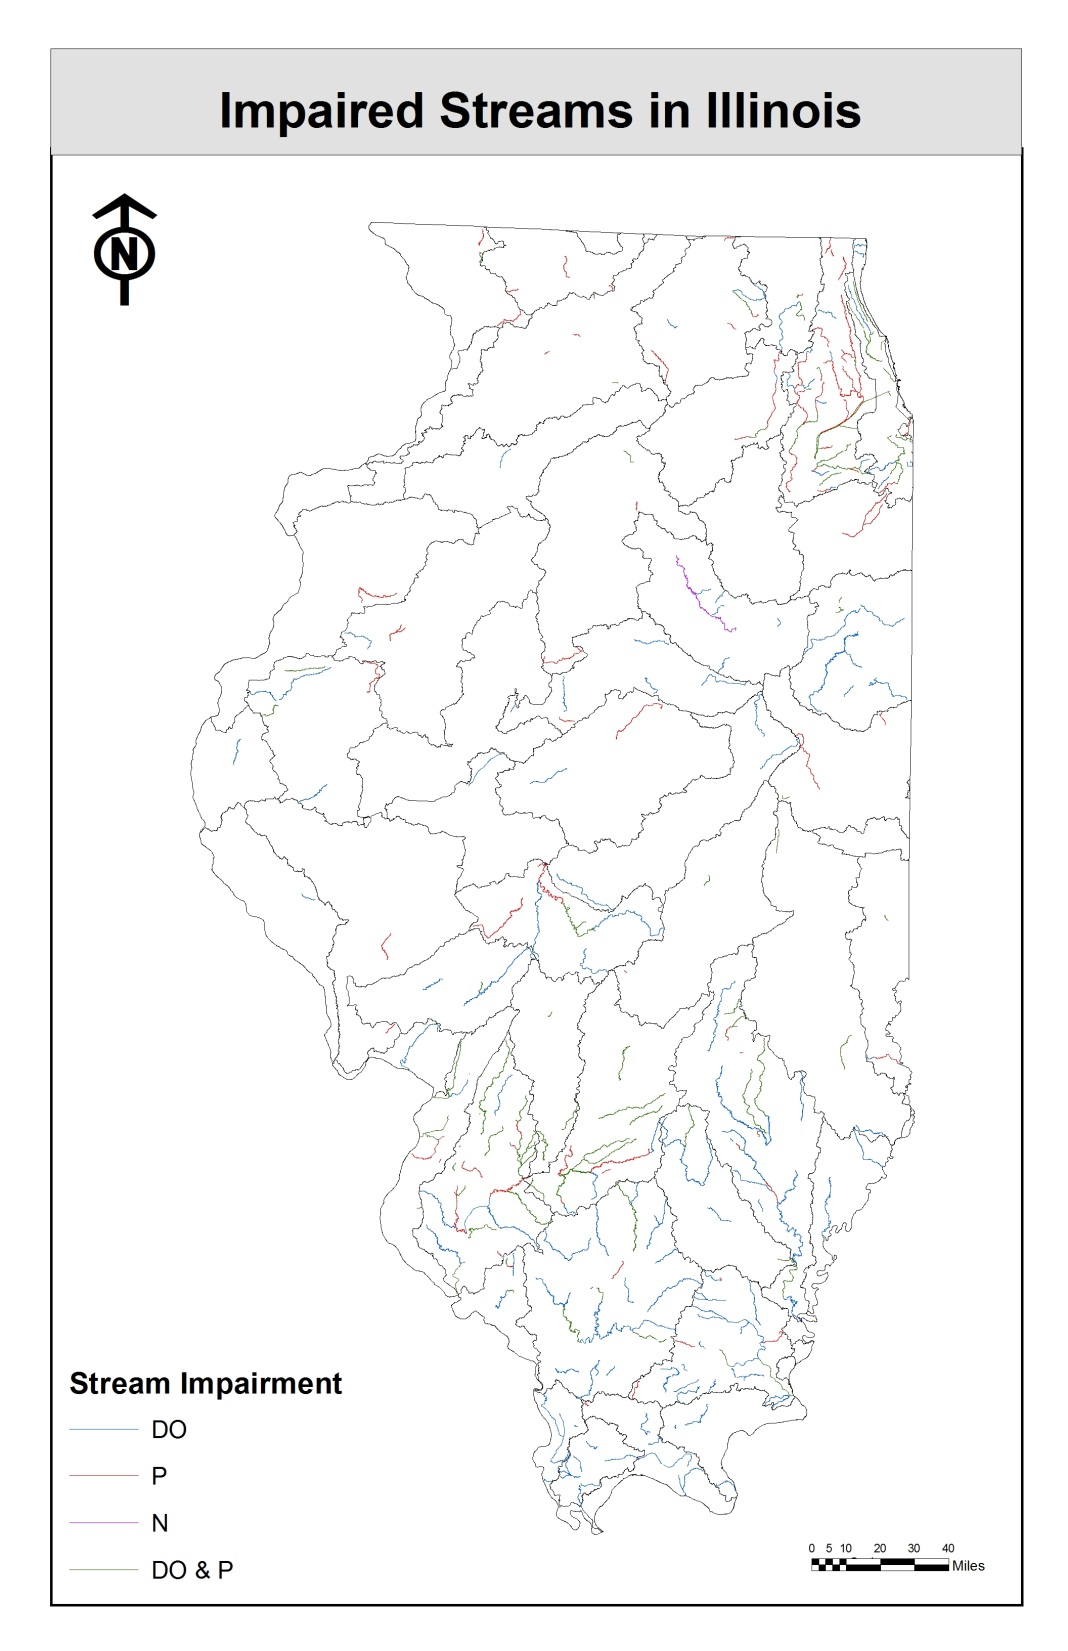 Impaired Streams in Illinois
N
Stream Impairment
DO
P
N
DO & P
0 5 10 20 30 40
Miles